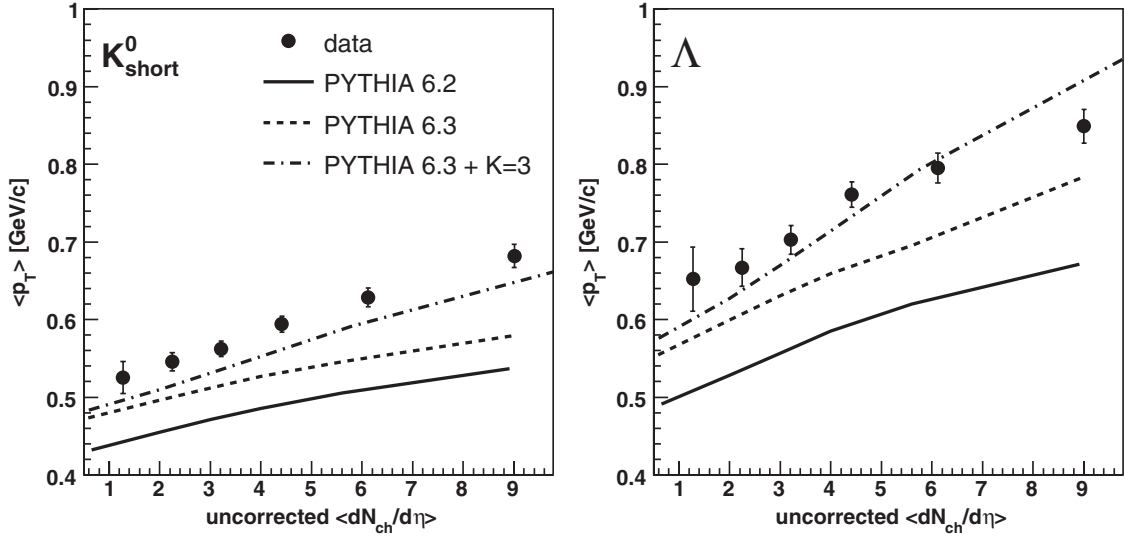 K⁰short
data
PYTHIA 6.2
PYTHIA 6.3
PYTHIA 6.3 + K=3
<p_T> [GeV/c]
1
0.9
0.8
0.7
0.6
0.5
0.4
1 2 3 4 5 6 7 8 9
uncorrected <dN_ch/dη>
Λ
<p_T> [GeV/c]
1
0.9
0.8
0.7
0.6
0.5
0.4
1 2 3 4 5 6 7 8 9
uncorrected <dN_ch/dη>